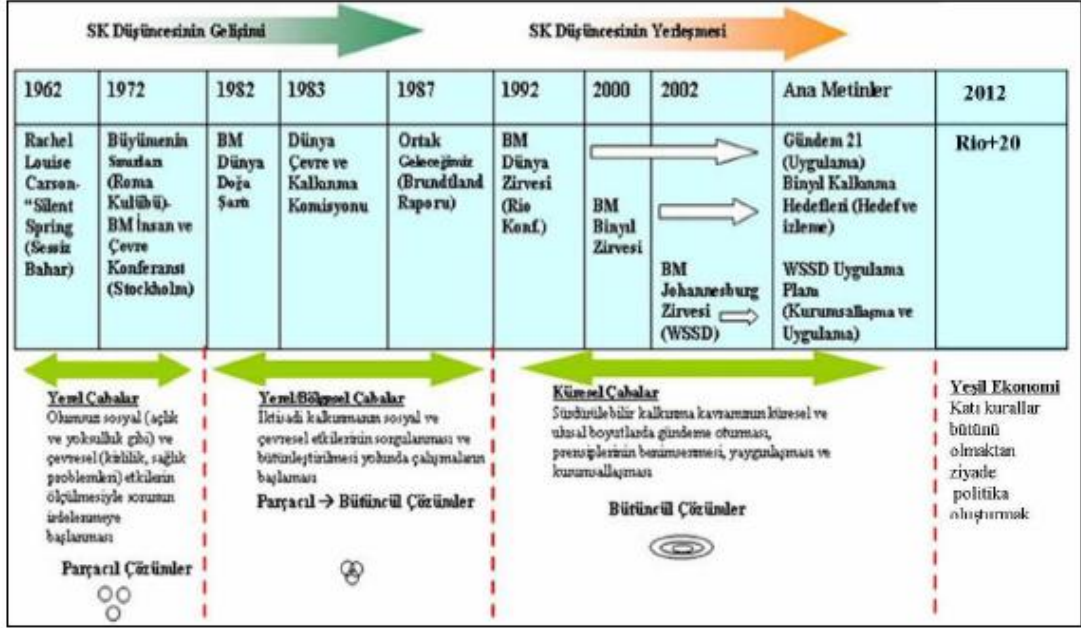 SK Düşüncesinin Gelişimi
SK Düşüncesinin Yerleşmesi
1962
1972
1982
1983
1987
1992
2000
2002
Ana Metinler
2012
Rachel
Louise
Carson-
“Silent
Spring
(Sessiz
Bahar)
Büyümenin
Sınırları
(Roma
Kulübü)-
BM İnsan ve
Çevre
Konferansı
(Stockholm)
BM
Dünya
Doğa
Şartı
Dünya
Çevre ve
Kalkınma
Komisyonu
Ortak
Geleceğimiz
(Brundtland
Raporu)
BM
Dünya
Zirvesi
(Rio
Konf.)
BM
Binyıl
Zirvesi
BM
Johannesburg
Zirvesi
(WSSD)
Gündem 21
(Uygulama)
Binyıl Kalkınma
Hedefleri (Hedef ve
izleme)
WSSD Uygulama
Planı
(Kurumsallaşma ve
Uygulama)
Rio+20
Yerel Çabalar
Olumsuz sosyal (açlık
ve yoksulluk gibi) ve
çevresel (kirlilik, sağlık
problemleri) etkilerin
ölçülmesiyle sorunun
irdelenmeye
başlanması
Parçacıl Çözümler
Yerel/Bölgesel Çabalar
İktisadi kalkınmanın sosyal ve
çevresel etkilerinin sorgulanması ve
bütünleştirilmesi yolunda çalışmaların
başlaması
Parçacıl → Bütüncül Çözümler
Küresel Çabalar
Sürdürülebilir kalkınma kavramının küresel ve
ulusal boyutlarda gündeme oturması,
prensiplerinin benimsenmesi, yaygınlaşması ve
kurumsallaşması
Bütüncül Çözümler
Yeşil Ekonomi
Katı kurallar
bütünü
olmaktan
ziyade
politika
oluşturmak